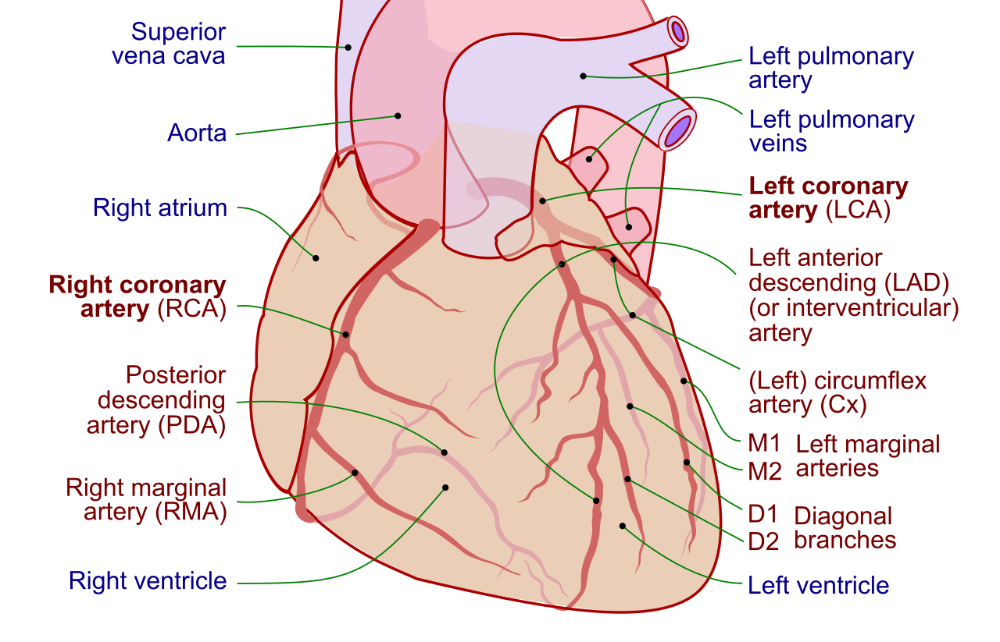 Superior
vena cava
Aorta
Right atrium
Right coronary
artery (RCA)
Posterior
descending
artery (PDA)
Right marginal
artery (RMA)
Right ventricle
Left pulmonary
artery
Left pulmonary
veins
Left coronary
artery (LCA)
Left anterior
descending (LAD)
(or interventricular)
artery
(Left) circumflex
artery (Cx)
M1 Left marginal
M2 arteries
D1 Diagonal
D2 branches
Left ventricle